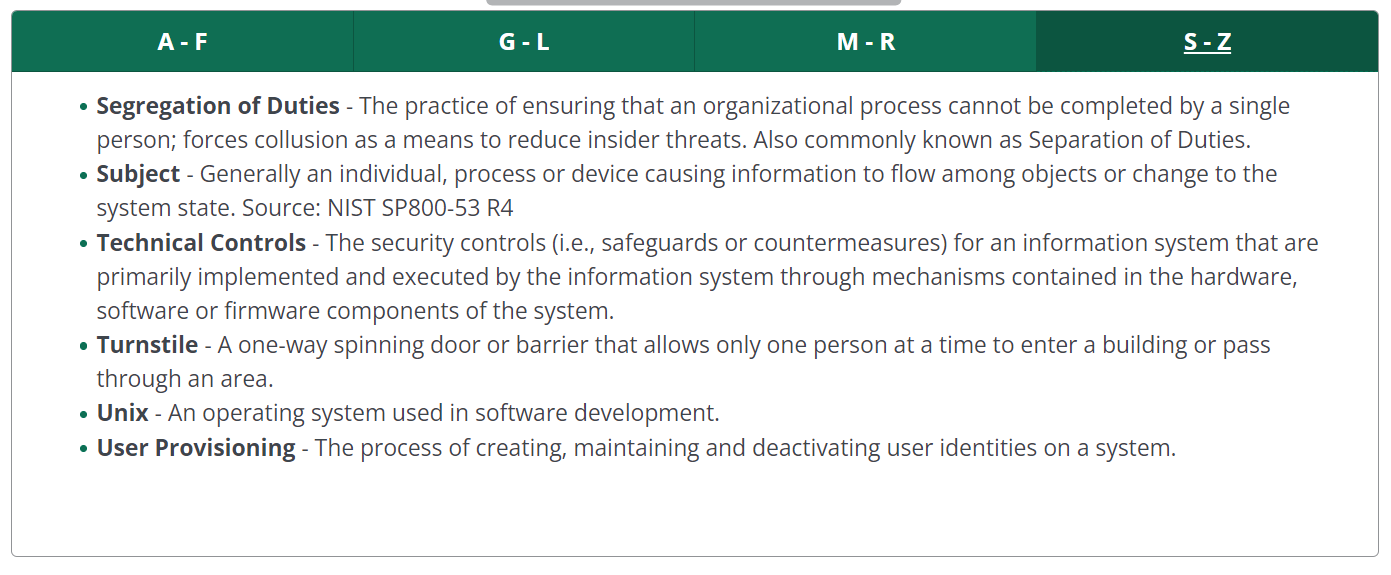 A - F
G - L
M - R
S - Z
• Segregation of Duties - The practice of ensuring that an organizational process cannot be completed by a single
person; forces collusion as a means to reduce insider threats. Also commonly known as Separation of Duties.
• Subject - Generally an individual, process or device causing information to flow among objects or change to the
system state. Source: NIST SP800-53 R4
• Technical Controls - The security controls (i.e., safeguards or countermeasures) for an information system that are
primarily implemented and executed by the information system through mechanisms contained in the hardware,
software or firmware components of the system.
• Turnstile - A one-way spinning door or barrier that allows only one person at a time to enter a building or pass
through an area.
• Unix - An operating system used in software development.
• User Provisioning - The process of creating, maintaining and deactivating user identities on a system.